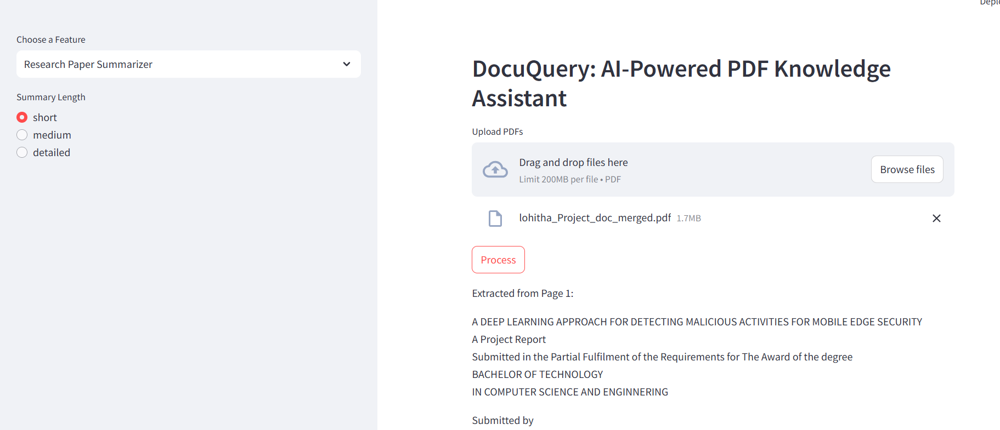 Choose a Feature
Research Paper Summarizer
Summary Length
short
medium
detailed
DocuQuery: AI-Powered PDF Knowledge
Assistant
Upload PDFs
Drag and drop files here
Limit 200MB per file • PDF
Browse files
lohitha_Project_doc_merged.pdf 1.7MB
Process
Extracted from Page 1:
A DEEP LEARNING APPROACH FOR DETECTING MALICIOUS ACTIVITIES FOR MOBILE EDGE SECURITY
A Project Report
Submitted in the Partial Fulfilment of the Requirements for The Award of the degree
BACHELOR OF TECHNOLOGY
IN COMPUTER SCIENCE AND ENGINNERING
Submitted by